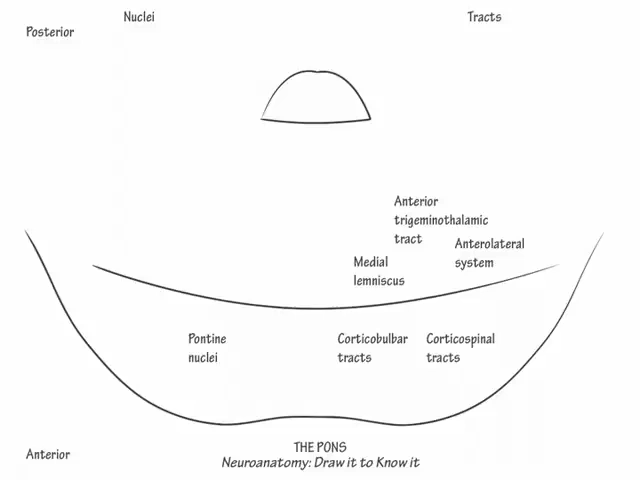 Nuclei
Tracts
Posterior
Anterior
trigeminothalamic
tract
Anterolateral
system
Medial
lemniscus
Pontine
nuclei
Corticobulbar
tracts
Corticospinal
tracts
Anterior
THE PONS
Neuroanatomy: Draw it to Know it